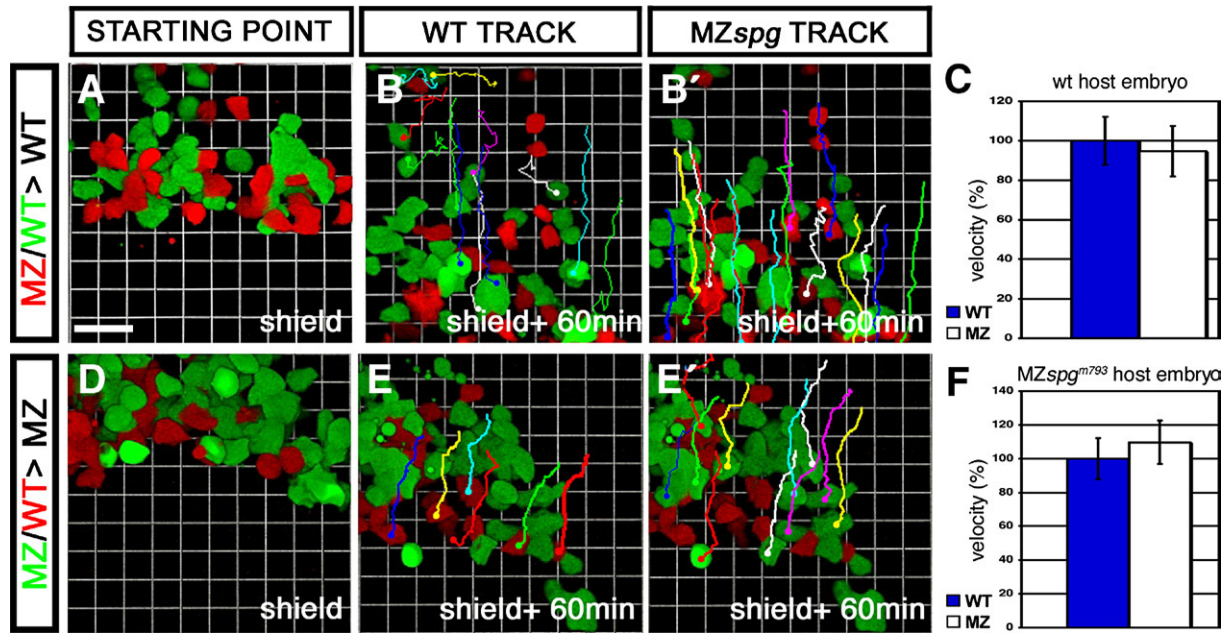 STARTING POINT
WT TRACK
MZspg TRACK
MZ/WT> WT
A
shield
B
shield+ 60min
B´
shield+60min
C
wt host embryo
velocity (%)
120
100
80
60
40
20
0
WT
MZ
MZ/WT> MZ
D
shield
E
shield+ 60min
E´
shield+ 60min
F
MZspg^m793 host embryo
velocity (%)
140
120
100
80
60
40
20
0
WT
MZ